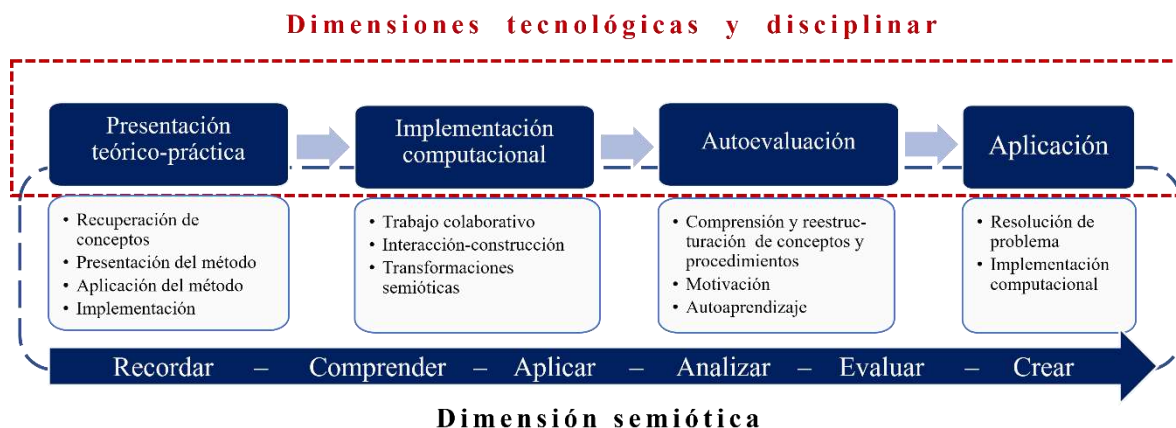 Dimensiones tecnológicas y disciplinar
Presentación
teórico-práctica
Implementación
computacional
Autoevaluación
Aplicación
• Recuperación de
conceptos
• Presentación del método
• Aplicación del método
• Implementación
• Trabajo colaborativo
• Interacción-construcción
• Transformaciones
semióticas
• Comprensión y reestruc-
turación de conceptos y
procedimientos
• Motivación
• Autoaprendizaje
• Resolución de
problema
• Implementación
computacional
Recordar – Comprender – Aplicar – Analizar – Evaluar – Crear
Dimensión semiótica